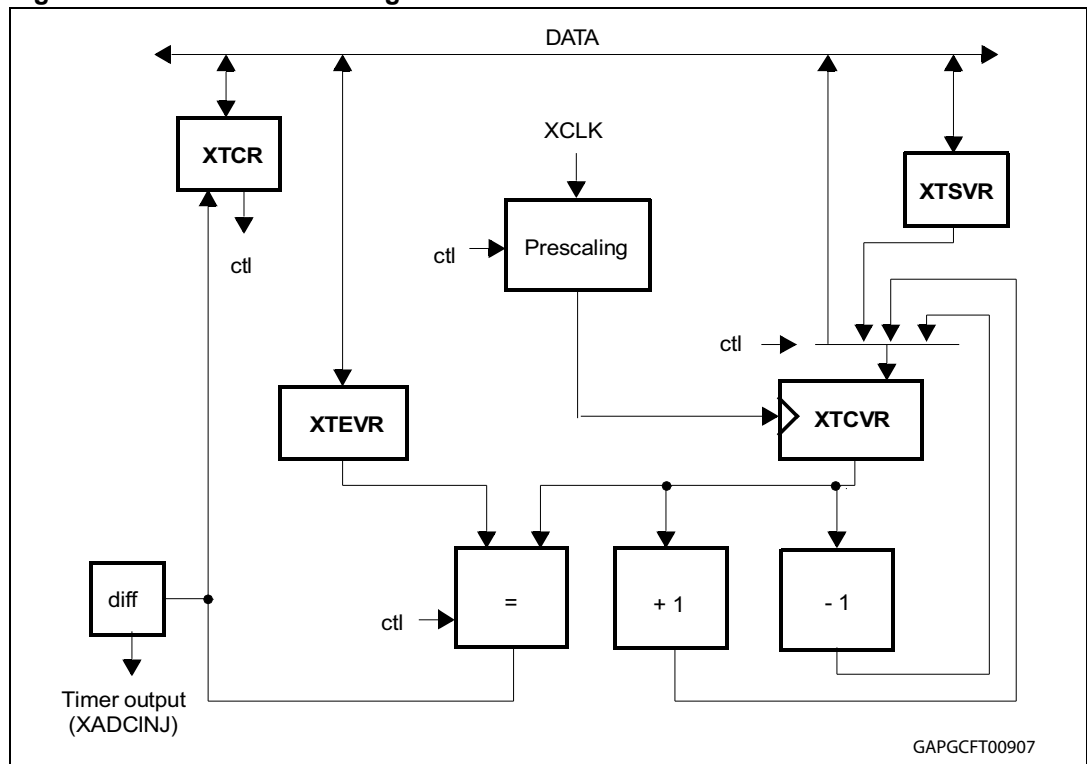 DATA
XTCR
XCLK
XTSVR
ctl
ctl
Prescaling
ctl
XTEVR
XTCVR
diff
ctl
=
+ 1
- 1
Timer output
(XADCINJ)
GAPGCFT00907